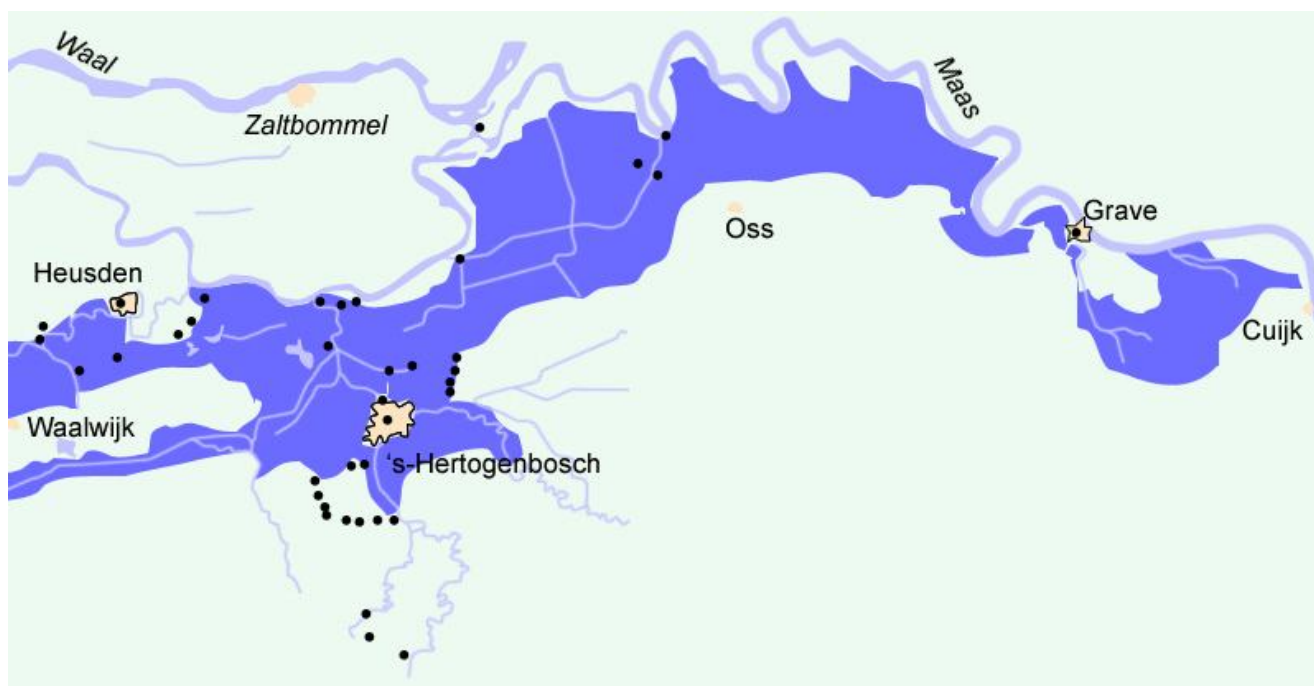 Waal
Zaltbommel
Maas
Oss
Grave
Heusden
Cuijk
Waalwijk
‘s-Hertogenbosch